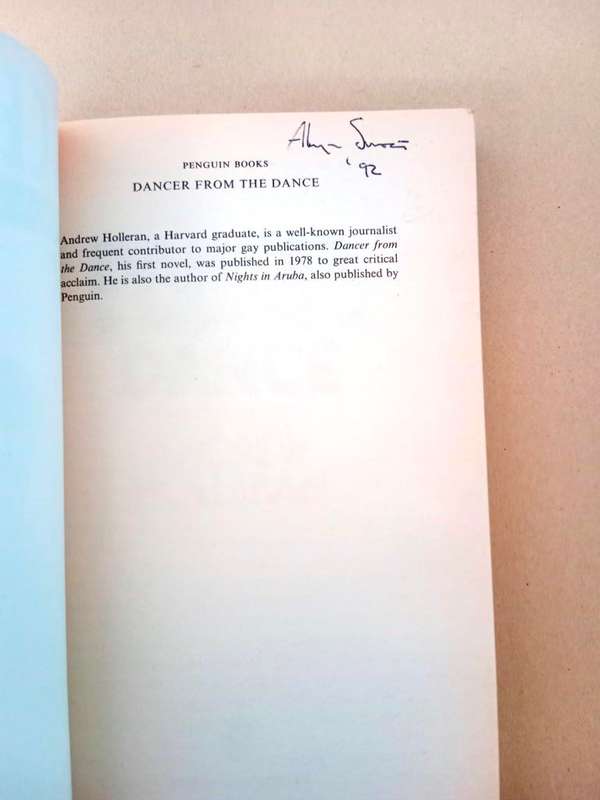 '92
PENGUIN BOOKS
DANCER FROM THE DANCE
Andrew Holleran, a Harvard graduate, is a well-known journalist
and frequent contributor to major gay publications. Dancer from
the Dance, his first novel, was published in 1978 to great critical
acclaim. He is also the author of Nights in Aruba, also published by
Penguin.